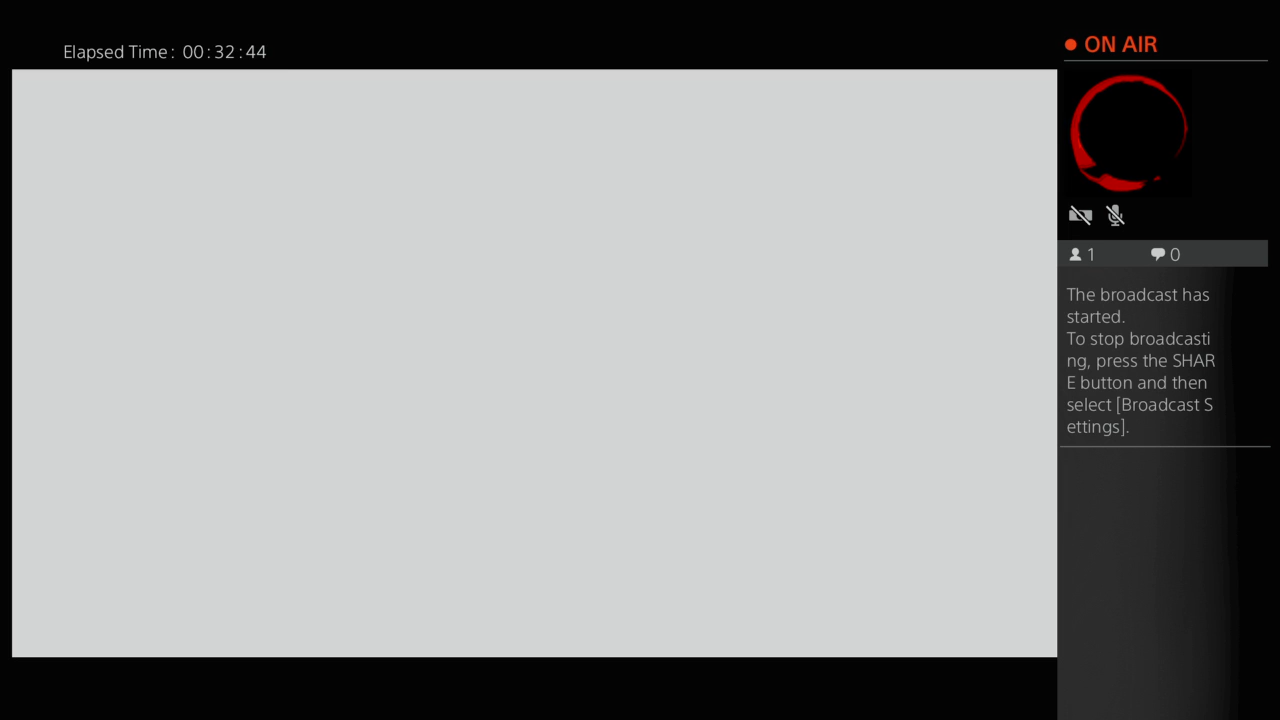 Elapsed Time: 00:32:44
ON AIR
1 0
The broadcast has
started.
To stop broadcasti
ng, press the SHAR
E button and then
select [Broadcast S
ettings].